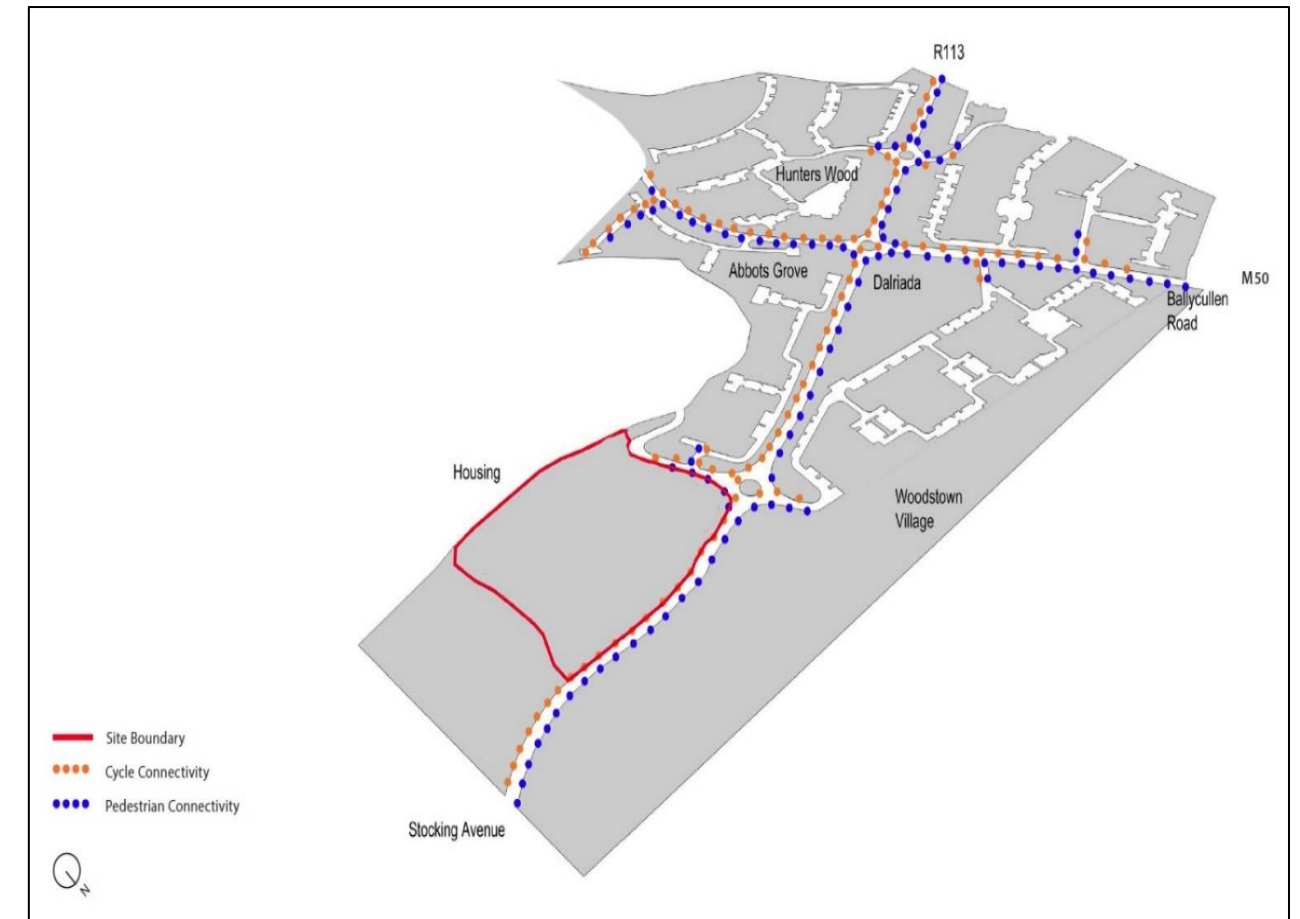 R113
Hunters Wood
Abbots Grove
Dalriada
M50
Ballycullen
Road
Housing
Woodstown
Village
Site Boundary
Cycle Connectivity
Pedestrian Connectivity
Stocking Avenue
N